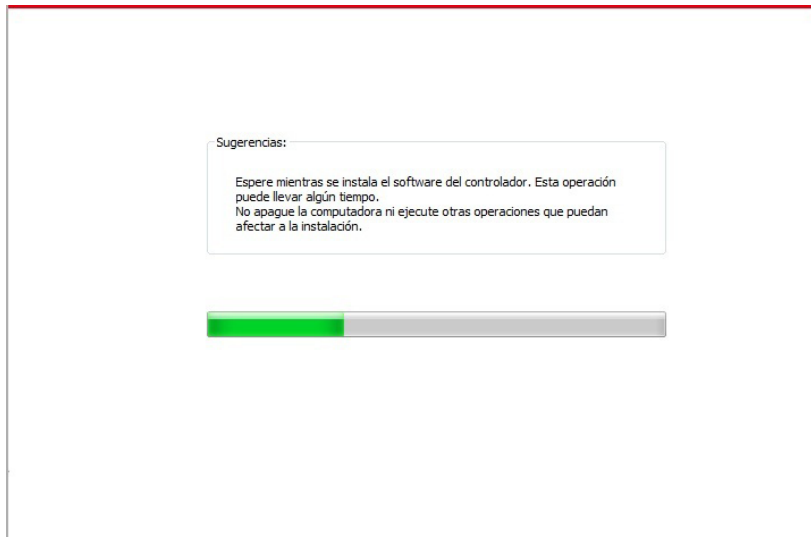 Sugerencias:
Espere mientras se instala el software del controlador. Esta operación
puede llevar algún tiempo.
No apague la computadora ni ejecute otras operaciones que puedan
afectar a la instalación.